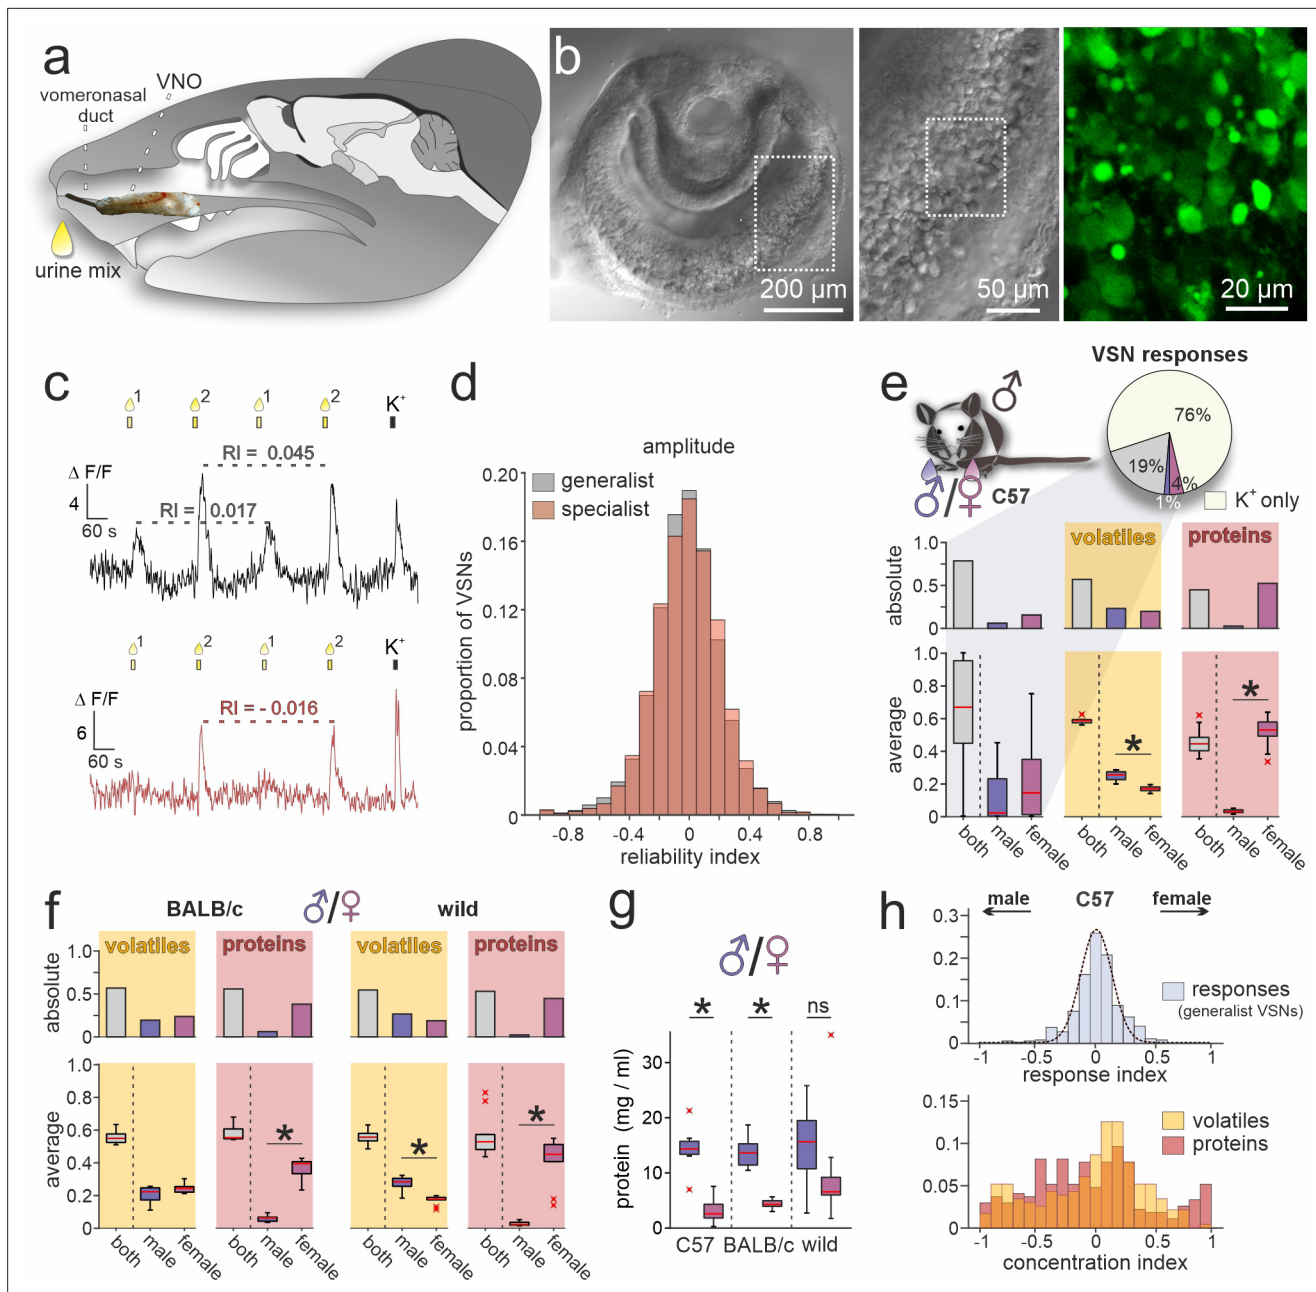 a
vomeronasal
duct
VNO
urine mix
b
200 µm
50 µm
20 µm
c
1
2
1
2
K+
RI = 0.045
Δ F/F
4
60 s
RI = 0.017
1
2
1
2
K+
Δ F/F
6
60 s
RI = - 0.016
d
amplitude
generalist
specialist
proportion of VSNs
0.20
0.16
0.12
0.08
0.04
0
-0.8
-0.4
0
0.4
0.8
reliability index
e
♂
♂/♀ C57
VSN responses
76%
19%
4%
1%
K+ only
volatiles
proteins
absolute
1.0
0.5
0
average
1.0
0.8
0.6
0.4
0.2
0
*
*
both
male
female
both
male
female
both
male
female
f
BALB/c
♂/♀
wild
volatiles
proteins
volatiles
proteins
absolute
1.0
0.5
0
average
1.0
0.8
0.6
0.4
0.2
0
*
*
*
both
male
female
both
male
female
both
male
female
both
male
female
g
♂/♀
*
*
ns
protein (mg / ml)
30
20
10
0
C57
BALB/c
wild
h
male
C57
female
0.3
0.2
0.1
0
responses
(generalist VSNs)
-1
-0.5
0
0.5
1
response index
0.15
0.10
0.05
0
volatiles
proteins
-1
-0.5
0
0.5
1
concentration index